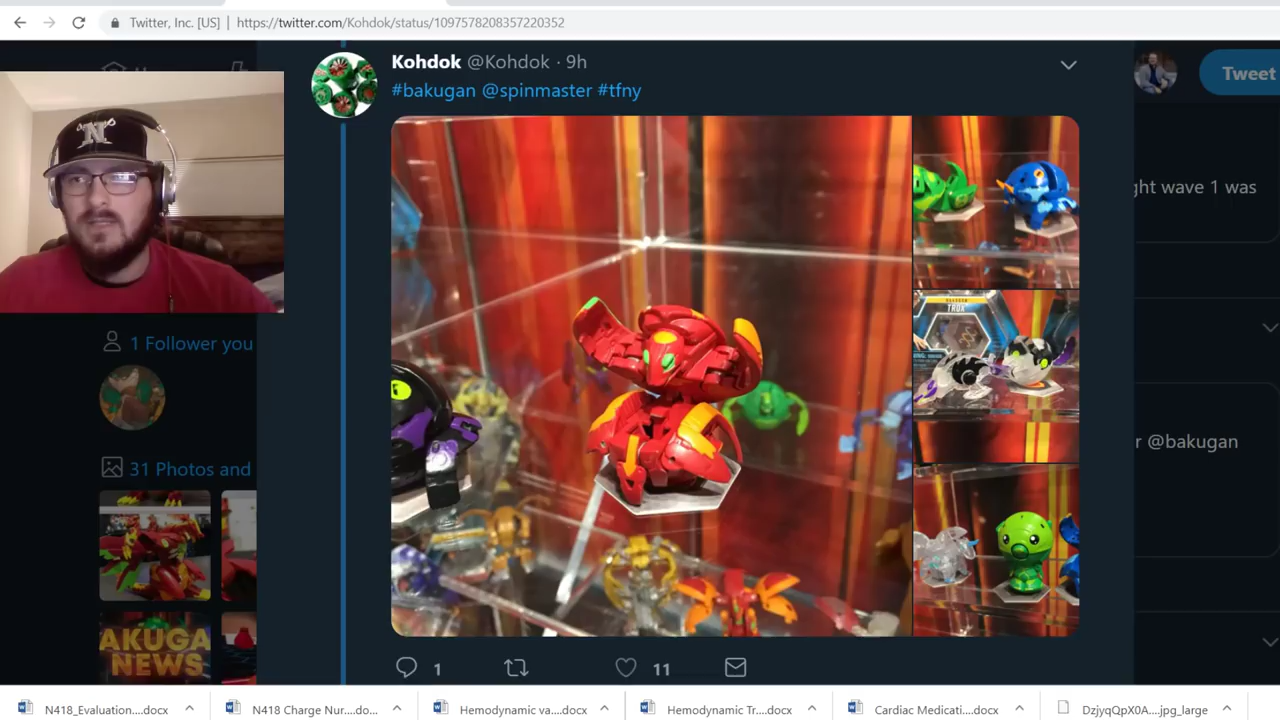 Twitter, Inc. [US] | https://twitter.com/Kohdok/status/1097578208357220352
Kohdok @Kohdok · 9h
#bakugan @spinmaster #tfny
Tweet
N
ght wave 1 was
TROX
1 Follower you
r @bakugan
31 Photos and
AKUGA
NEWS
1
11
N418_Evaluation....docx
N418 Charge Nur....do...
Hemodynamic va....docx
Hemodynamic Tr....docx
Cardiac Medicati....docx
DzjyqQpX0A....jpg_large